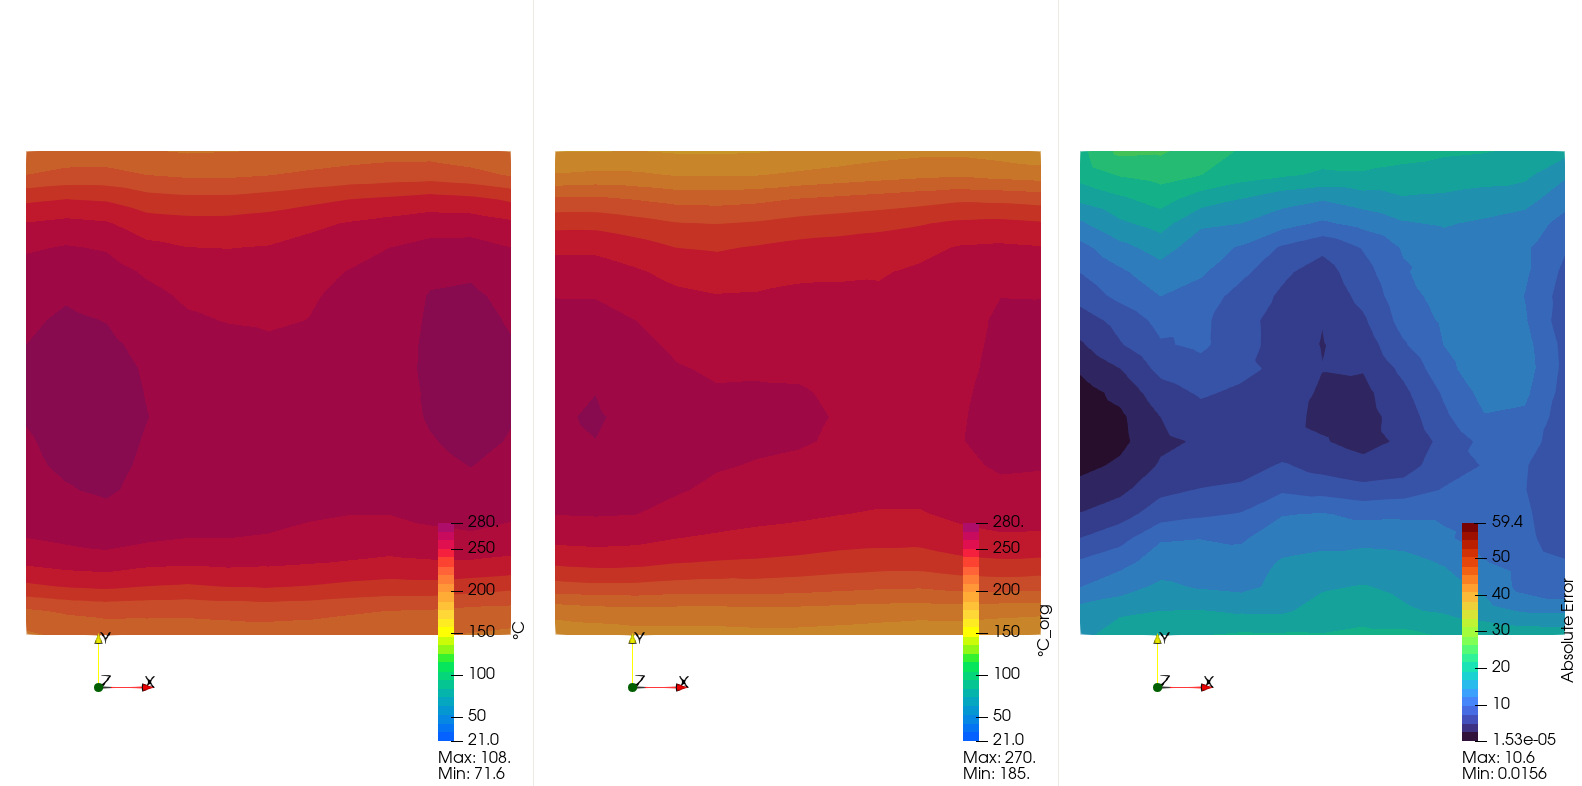 280.
250
200
150
100
50
21.0
°C
Max: 108.
Min: 71.6
Y
Z
X
280.
250
200
150
100
50
21.0
°C_org
Max: 270.
Min: 185.
Y
Z
X
59.4
50
40
30
20
10
1.53e-05
Absolute Error
Max: 10.6
Min: 0.0156
Y
Z
X